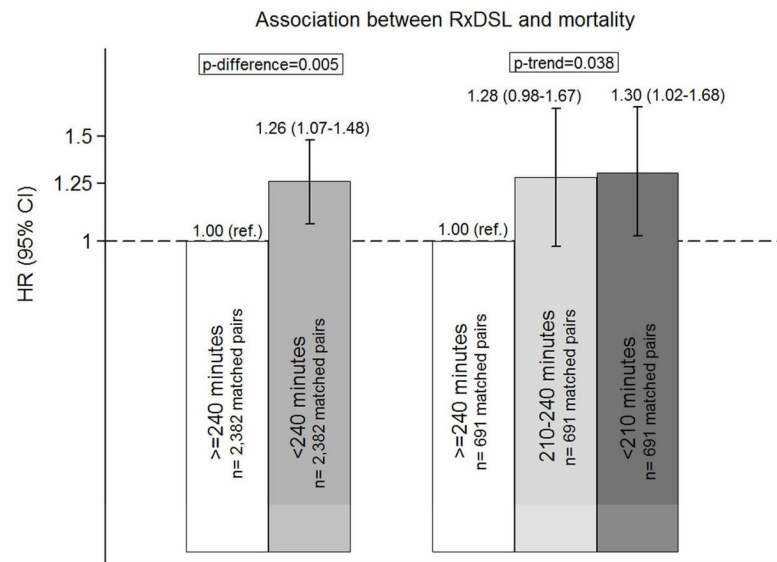 Association between RxDSL and mortality
p-difference=0.005
p-trend=0.038
1.28 (0.98-1.67)
1.30 (1.02-1.68)
1.26 (1.07-1.48)
1.5
1.25
1
HR (95% CI)
1.00 (ref.)
1.00 (ref.)
>=240 minutes
n= 2,382 matched pairs
<240 minutes
n= 2,382 matched pairs
>=240 minutes
n= 691 matched pairs
210-240 minutes
n= 691 matched pairs
<210 minutes
n= 691 matched pairs